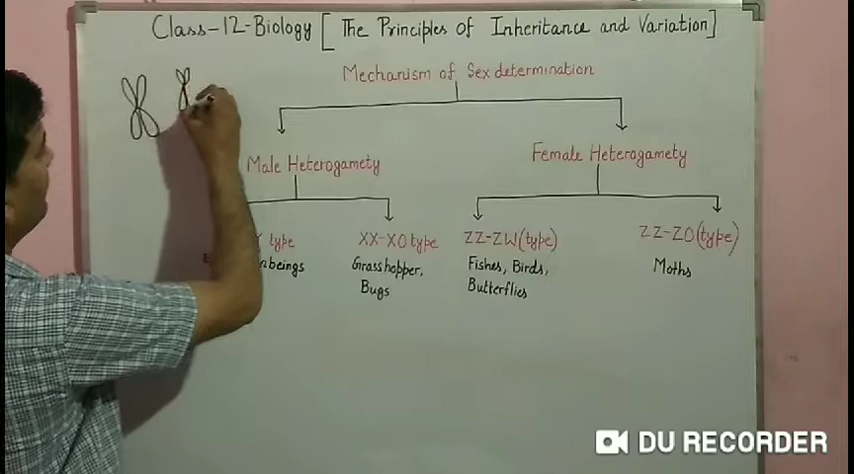 Class-12-Biology [The Principles of Inheritance and Variation]
Mechanism of Sex determination
Male Heterogamety
Female Heterogamety
type
XX-XO type
ZZ-ZW(type)
ZZ-ZO(type)
beings
Grasshopper,
Bugs
Fishes, Birds,
Butterflies
Moths
DU RECORDER